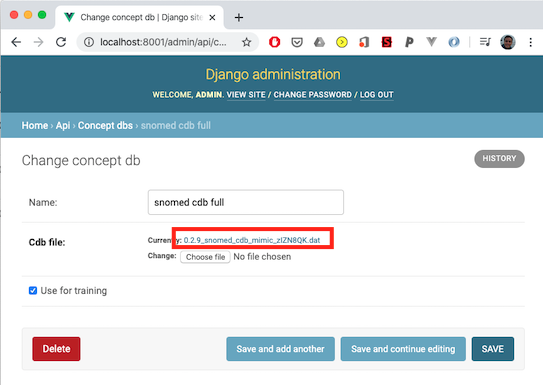 Change concept db | Django site
localhost:8001/admin/api/c...
Django administration
WELCOME, ADMIN. VIEW SITE / CHANGE PASSWORD / LOG OUT
Home › Api › Concept dbs › snomed cdb full
Change concept db
HISTORY
Name:
snomed cdb full
Cdb file:
Currently: 0.2.9_snomed_cdb_mimic_zIZN8QK.dat
Change: Choose file No file chosen
Use for training
Delete
Save and add another
Save and continue editing
SAVE